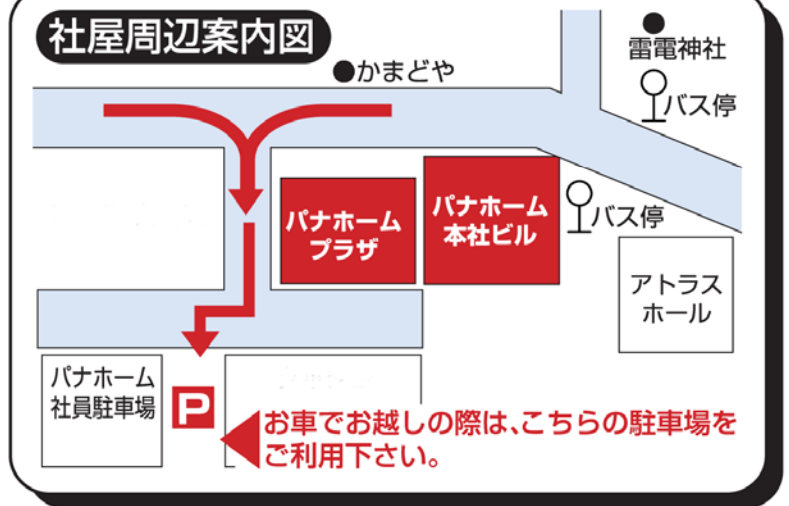 社屋周辺案内図
●かまどや
雷電神社
バス停
パナホーム
プラザ
パナホーム
本社ビル
バス停
アトラス
ホール
パナホーム
社員駐車場
P
お車でお越しの際は、こちらの駐車場を
ご利用下さい。